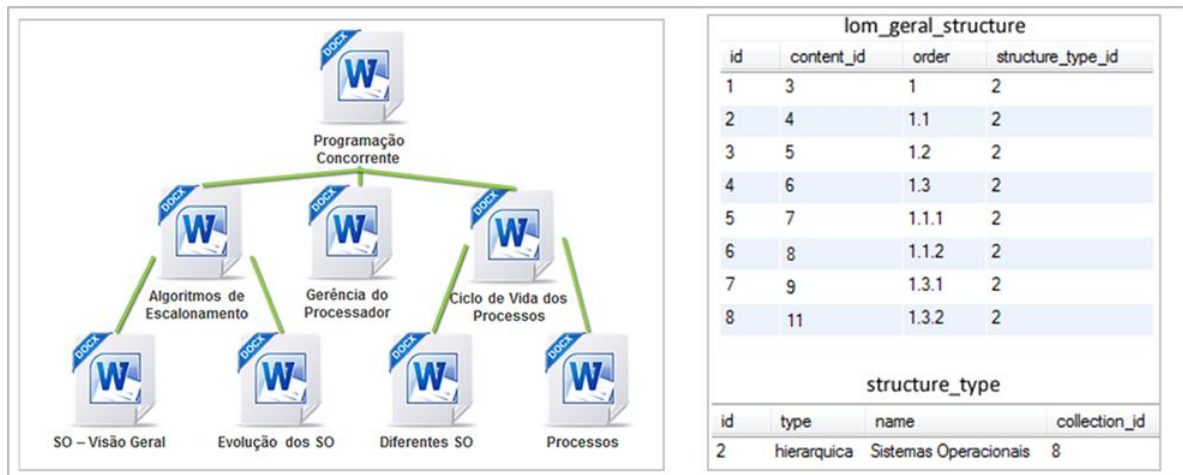 DOCX
W
Programação
Concorrente
DOCX
W
DOCX
W
DOCX
W
Algoritmos de
Escalonamento
Gerência do
Processador
Ciclo de Vida dos
Processos
DOCX
W
DOCX
W
DOCX
W
DOCX
W
SO – Visão Geral
Evolução dos SO
Diferentes SO
Processos
lom_geral_structure
id content_id order structure_type_id
1 3 1 2
2 4 1.1 2
3 5 1.2 2
4 6 1.3 2
5 7 1.1.1 2
6 8 1.1.2 2
7 9 1.3.1 2
8 11 1.3.2 2
structure_type
id type name collection_id
2 hierarquica Sistemas Operacionais 8